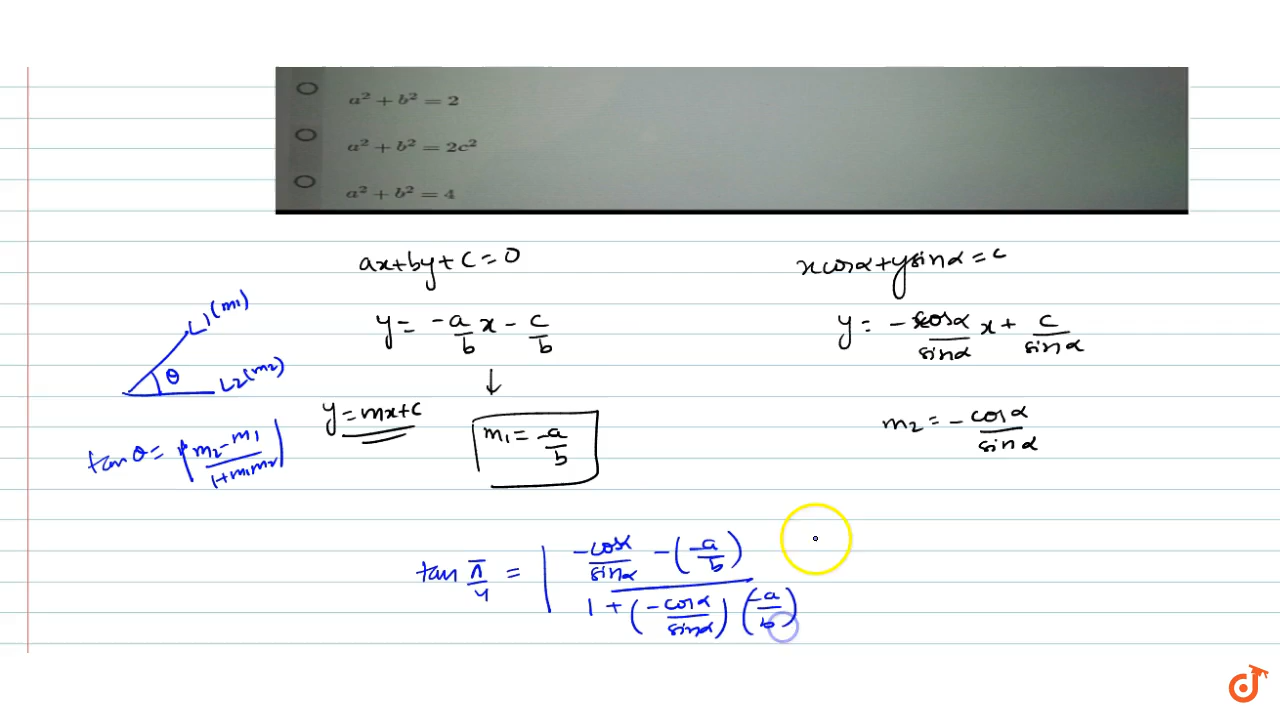 a² + b² = 2
a² + b² = 2c²
a² + b² = 4
ax+by+c=0
xcosα+ysinα=c
L1(m1)
y = -a/b x - c/b
y = -cosα/sinα x + c/sinα
θ
L2(m2)
y=mx+c
m₁ = -a/b
m₂ = -cosα/sinα
tanθ = |m₂-m₁/1+m₁m₂|
tan π/4 = | -cosα/sinα -(-a/b) / 1+(-cosα/sinα)(-a/b)